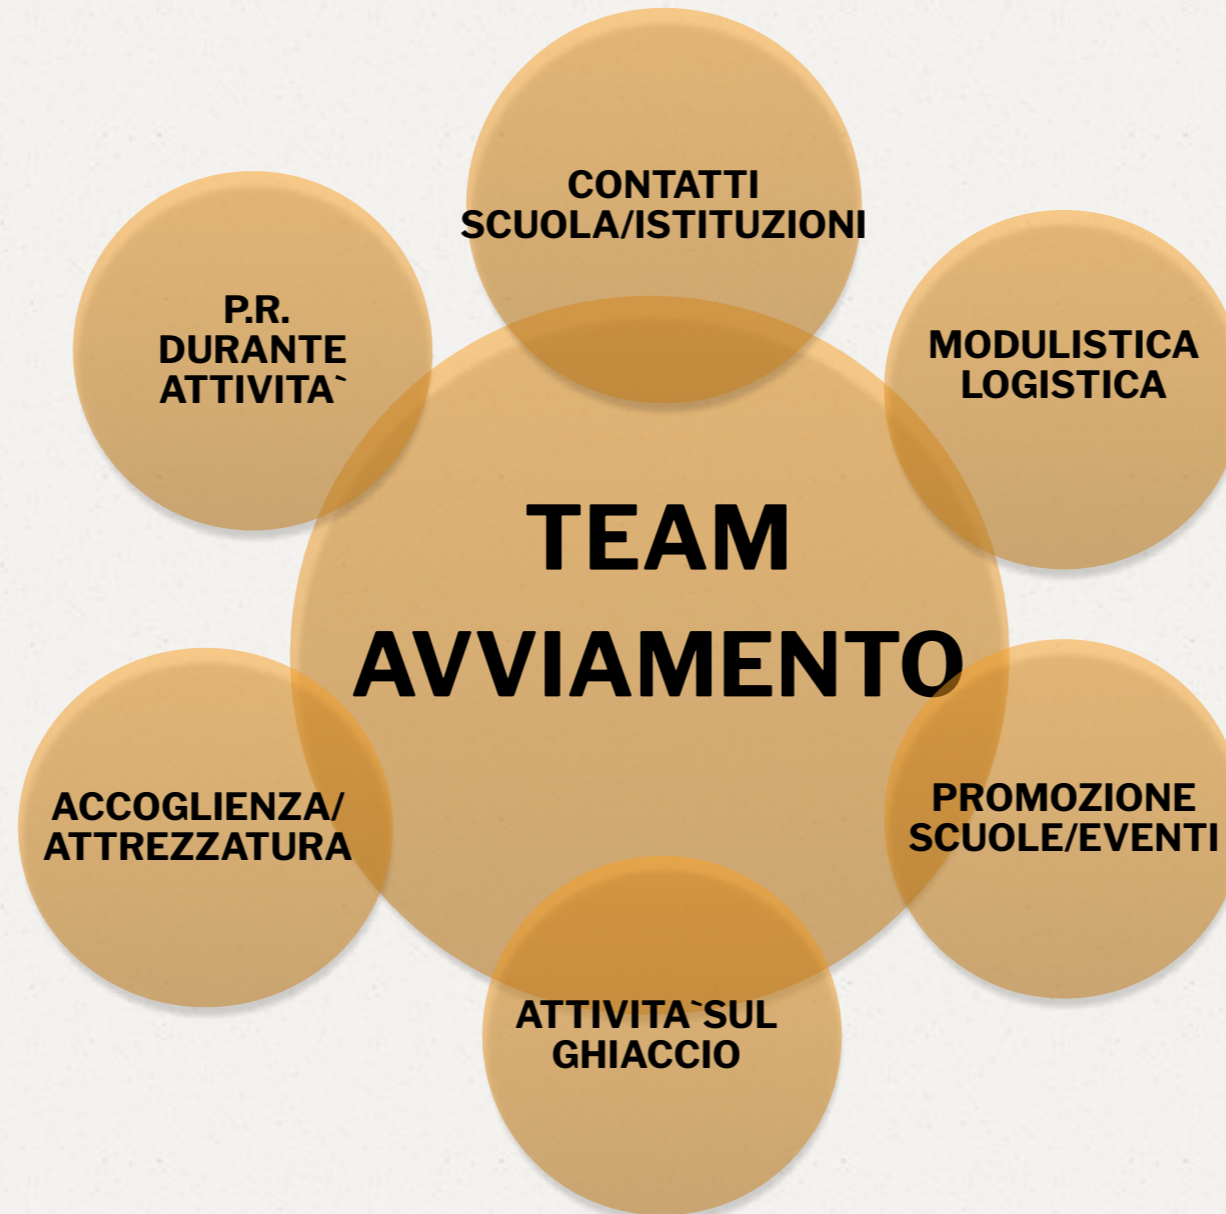 CONTATTI
SCUOLA/ISTITUZIONI
P.R.
DURANTE
ATTIVITA`
MODULISTICA
LOGISTICA
TEAM
AVVIAMENTO
ACCOGLIENZA/
ATTREZZATURA
PROMOZIONE
SCUOLE/EVENTI
ATTIVITA`SUL
GHIACCIO